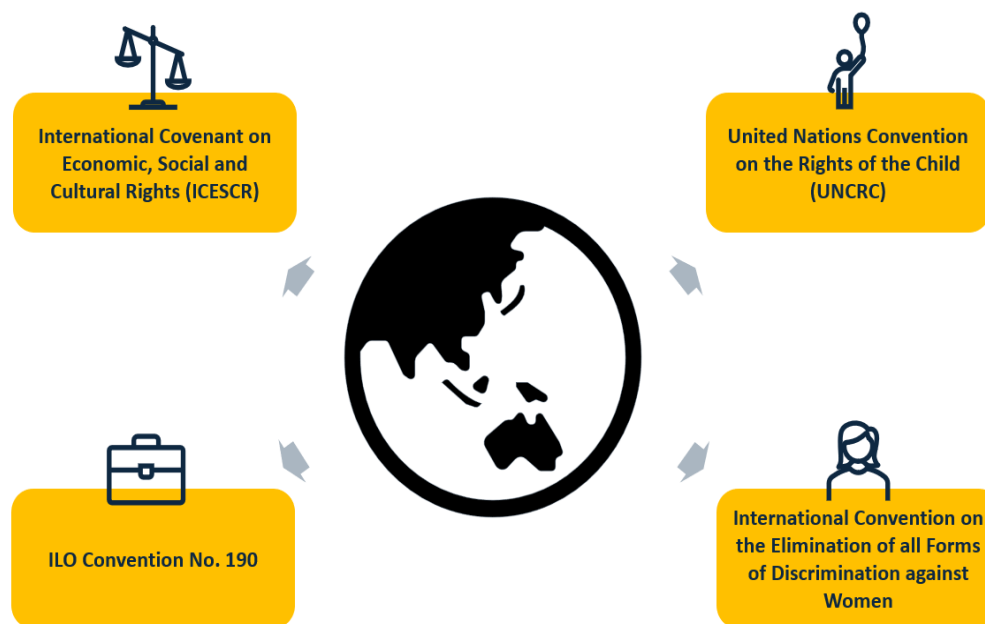 International Covenant on
Economic, Social and
Cultural Rights (ICESCR)
United Nations Convention
on the Rights of the Child
(UNCRC)
ILO Convention No. 190
International Convention on
the Elimination of all Forms
of Discrimination against
Women